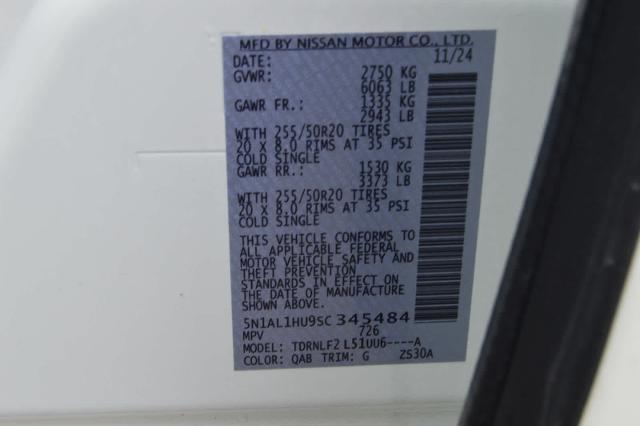 MFD BY NISSAN MOTOR CO., LTD.
DATE: 11/24
GVWR: 2750 KG
6063 LB
GAWR FR.: 1335 KG
2943 LB
WITH 255/50R20 TIRES
20 X 8.0 RIMS AT 35 PSI
COLD SINGLE
GAWR RR.: 1530 KG
3373 LB
WITH 255/50R20 TIRES
20 X 8.0 RIMS AT 35 PSI
COLD SINGLE
THIS VEHICLE CONFORMS TO
ALL APPLICABLE FEDERAL
MOTOR VEHICLE SAFETY AND
THEFT PREVENTION
STANDARDS IN EFFECT ON
THE DATE OF MANUFACTURE
SHOWN ABOVE.
5N1AL1HU9SC 345484
MPV 726
MODEL: TDRNLF2 L51UU6----A
COLOR: QAB TRIM: G ZS30A